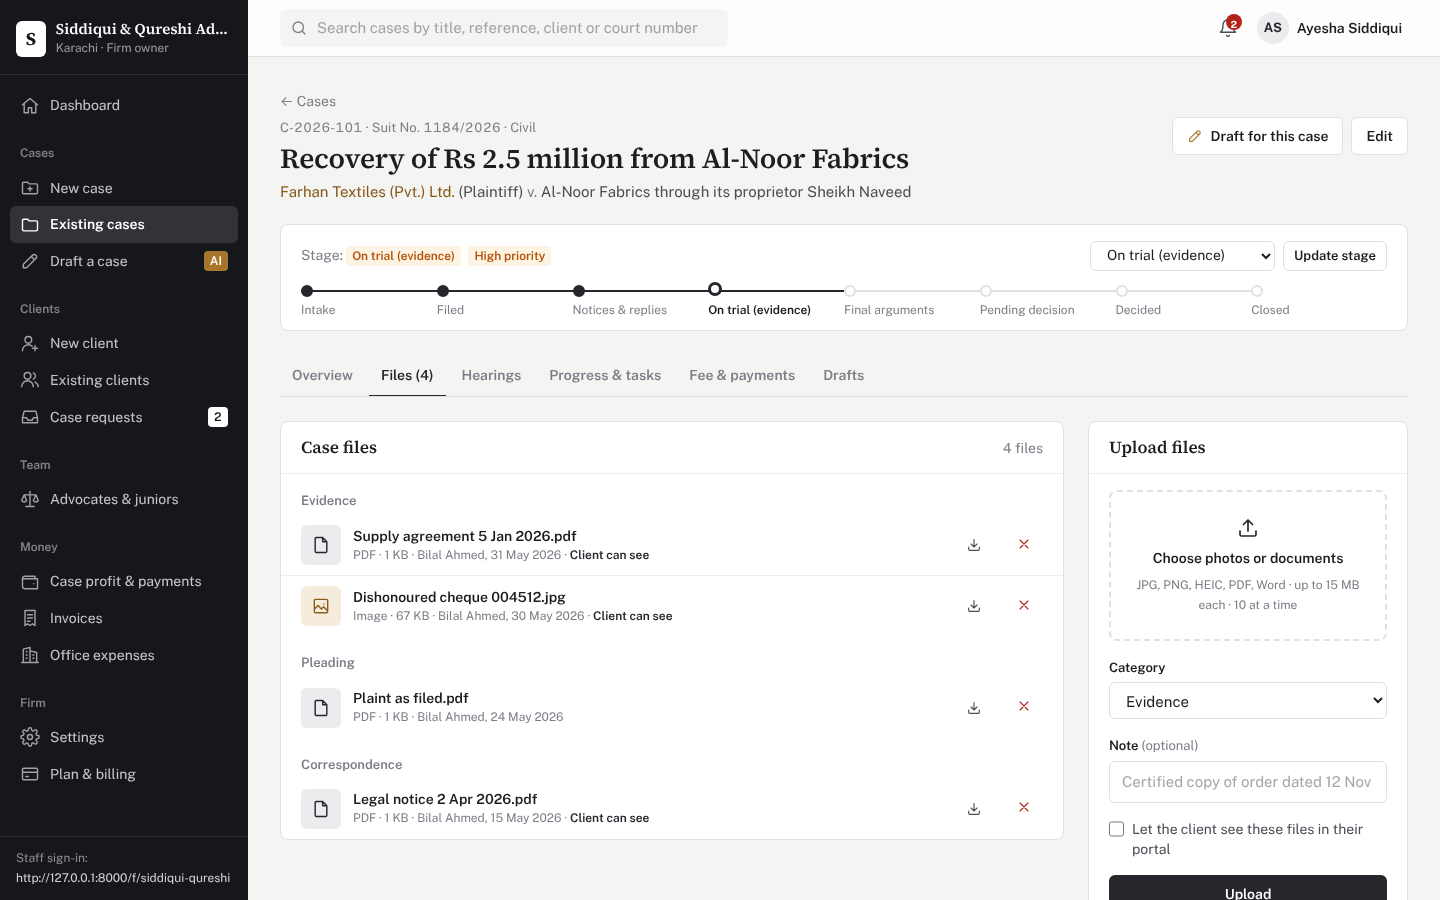 S
Siddiqui & Qureshi Ad...
Karachi · Firm owner
Dashboard
Cases
New case
Existing cases
Draft a case
AI
Clients
New client
Existing clients
Case requests
2
Team
Advocates & juniors
Money
Case profit & payments
Invoices
Office expenses
Firm
Settings
Plan & billing
Staff sign-in:
http://127.0.0.1:8000/f/siddiqui-qureshi
Search cases by title, reference, client or court number
2
AS
Ayesha Siddiqui
← Cases
C-2026-101 · Suit No. 1184/2026 · Civil
Recovery of Rs 2.5 million from Al-Noor Fabrics
Farhan Textiles (Pvt.) Ltd. (Plaintiff) v. Al-Noor Fabrics through its proprietor Sheikh Naveed
Draft for this case
Edit
Stage: On trial (evidence) High priority
On trial (evidence)
Update stage
Intake
Filed
Notices & replies
On trial (evidence)
Final arguments
Pending decision
Decided
Closed
Overview
Files (4)
Hearings
Progress & tasks
Fee & payments
Drafts
Case files
4 files
Evidence
Supply agreement 5 Jan 2026.pdf
PDF · 1 KB · Bilal Ahmed, 31 May 2026 · Client can see
Dishonoured cheque 004512.jpg
Image · 67 KB · Bilal Ahmed, 30 May 2026 · Client can see
Pleading
Plaint as filed.pdf
PDF · 1 KB · Bilal Ahmed, 24 May 2026
Correspondence
Legal notice 2 Apr 2026.pdf
PDF · 1 KB · Bilal Ahmed, 15 May 2026 · Client can see
Upload files
Choose photos or documents
JPG, PNG, HEIC, PDF, Word · up to 15 MB
each · 10 at a time
Category
Evidence
Note (optional)
Certified copy of order dated 12 Nov
Let the client see these files in their
portal
Upload